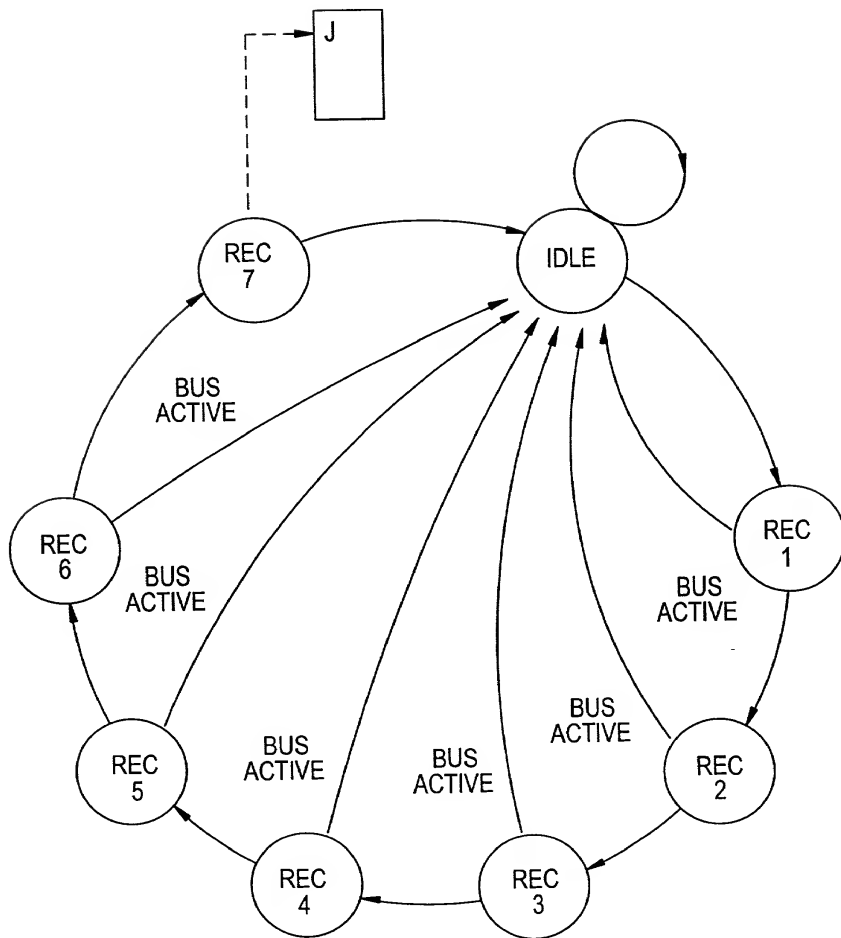 J
REC
7
IDLE
BUS
ACTIVE
REC
6
REC
1
BUS
ACTIVE
BUS
ACTIVE
BUS
ACTIVE
BUS
ACTIVE
BUS
ACTIVE
REC
5
REC
2
REC
4
REC
3